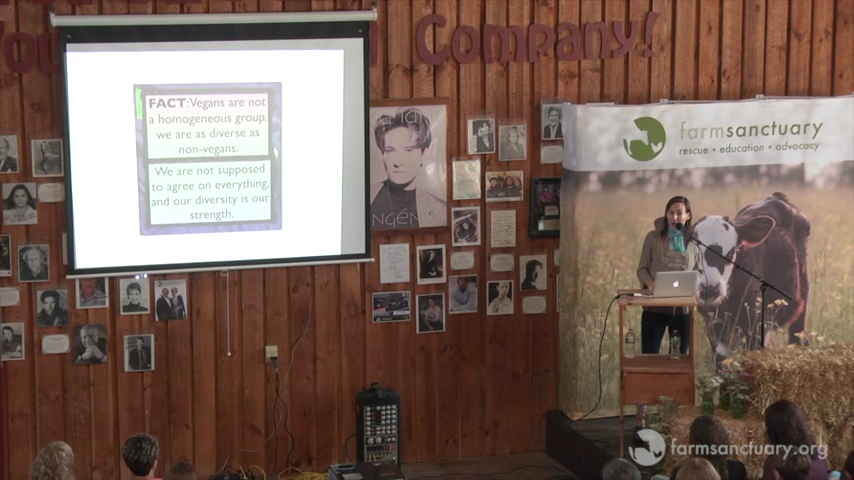 Company!
FACT: Vegans are not
a homogeneous group.
we are as diverse as
non-vegans.
We are not supposed
to agree on everything,
and our diversity is our
strength.
farmsanctuary
rescue • education • advocacy
farmsanctuary.org